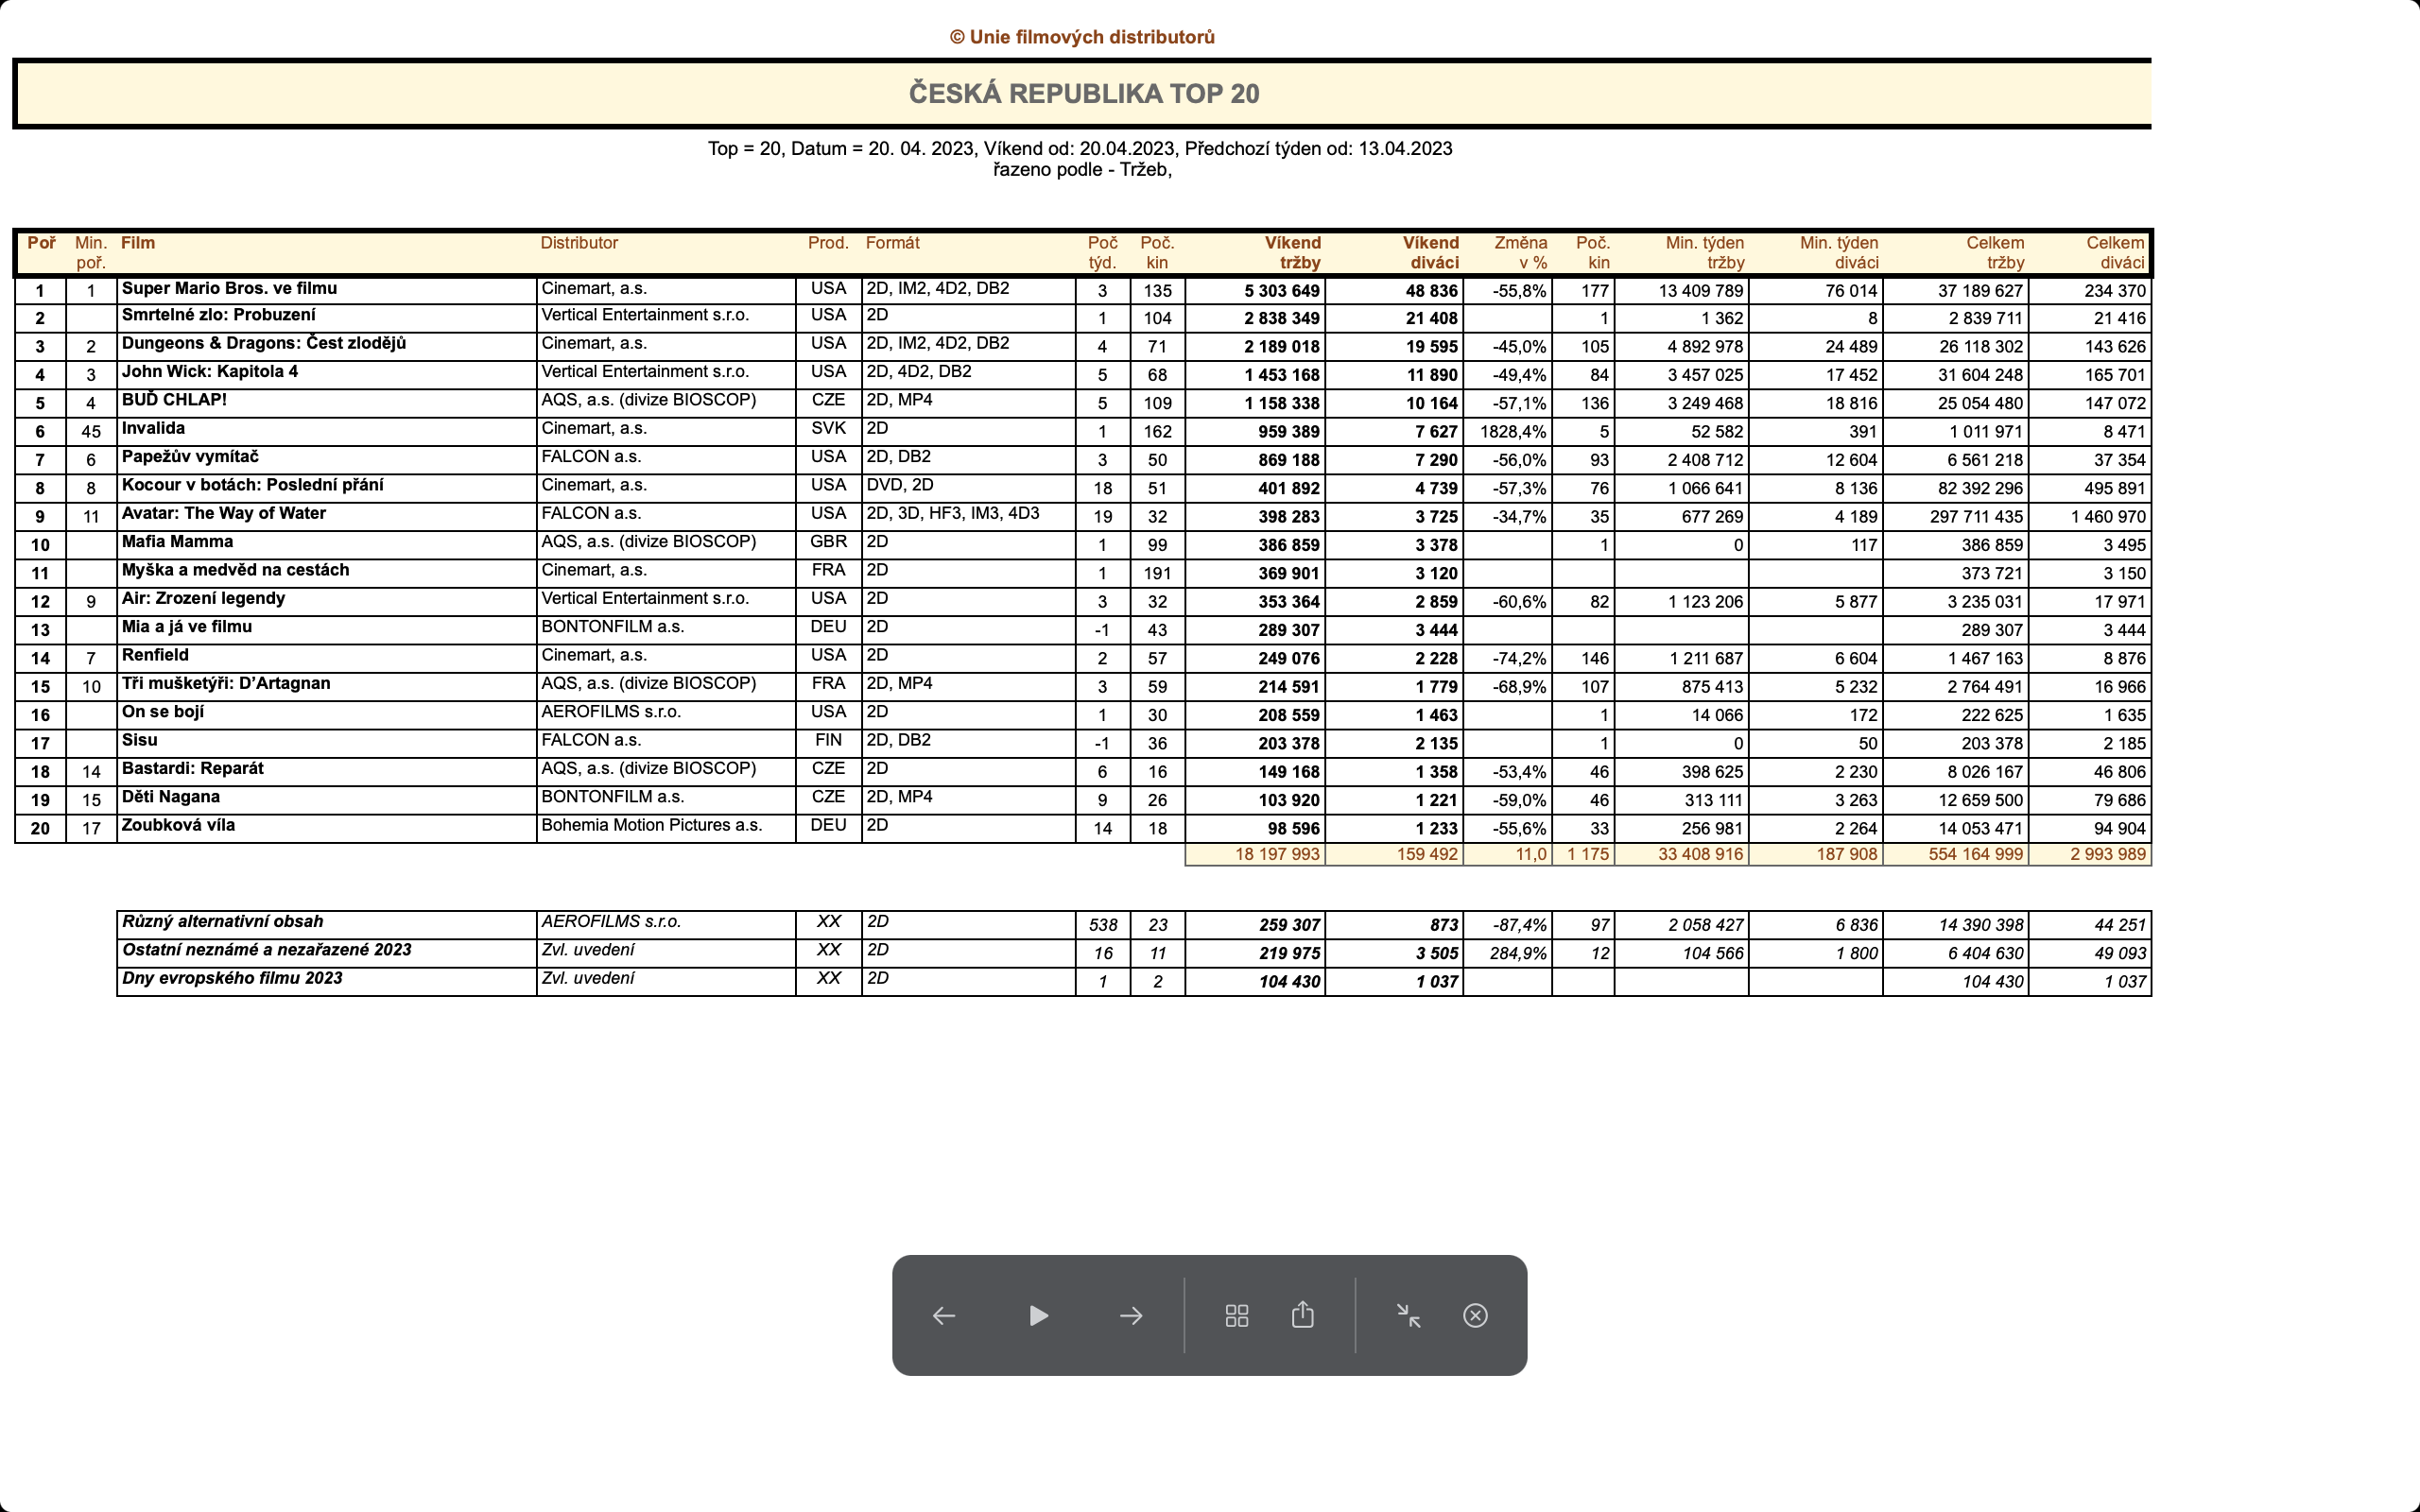 © Unie filmových distributorů
ČESKÁ REPUBLIKA TOP 20
Top = 20, Datum = 20. 04. 2023, Víkend od: 20.04.2023, Předchozí týden od: 13.04.2023
řazeno podle - Tržeb,
Poř Min. Film Distributor Prod. Formát Poč Poč. Víkend Víkend Změna Poč. Min. týden Min. týden Celkem Celkem
poř. týd. kin tržby diváci v % kin tržby diváci tržby diváci
1 1 Super Mario Bros. ve filmu Cinemart, a.s. USA 2D, IM2, 4D2, DB2 3 135 5 303 649 48 836 -55,8% 177 13 409 789 76 014 37 189 627 234 370
2 Smrtelné zlo: Probuzení Vertical Entertainment s.r.o. USA 2D 1 104 2 838 349 21 408 1 1 362 8 2 839 711 21 416
3 2 Dungeons & Dragons: Čest zlodějů Cinemart, a.s. USA 2D, IM2, 4D2, DB2 4 71 2 189 018 19 595 -45,0% 105 4 892 978 24 489 26 118 302 143 626
4 3 John Wick: Kapitola 4 Vertical Entertainment s.r.o. USA 2D, 4D2, DB2 5 68 1 453 168 11 890 -49,4% 84 3 457 025 17 452 31 604 248 165 701
5 4 BUĎ CHLAP! AQS, a.s. (divize BIOSCOP) CZE 2D, MP4 5 109 1 158 338 10 164 -57,1% 136 3 249 468 18 816 25 054 480 147 072
6 45 Invalida Cinemart, a.s. SVK 2D 1 162 959 389 7 627 1828,4% 5 52 582 391 1 011 971 8 471
7 6 Papežův vymítač FALCON a.s. USA 2D, DB2 3 50 869 188 7 290 -56,0% 93 2 408 712 12 604 6 561 218 37 354
8 8 Kocour v botách: Poslední přání Cinemart, a.s. USA DVD, 2D 18 51 401 892 4 739 -57,3% 76 1 066 641 8 136 82 392 296 495 891
9 11 Avatar: The Way of Water FALCON a.s. USA 2D, 3D, HF3, IM3, 4D3 19 32 398 283 3 725 -34,7% 35 677 269 4 189 297 711 435 1 460 970
10 Mafia Mamma AQS, a.s. (divize BIOSCOP) GBR 2D 1 99 386 859 3 378 1 0 117 386 859 3 495
11 Myška a medvěd na cestách Cinemart, a.s. FRA 2D 1 191 369 901 3 120 373 721 3 150
12 9 Air: Zrození legendy Vertical Entertainment s.r.o. USA 2D 3 32 353 364 2 859 -60,6% 82 1 123 206 5 877 3 235 031 17 971
13 Mia a já ve filmu BONTONFILM a.s. DEU 2D -1 43 289 307 3 444 289 307 3 444
14 7 Renfield Cinemart, a.s. USA 2D 2 57 249 076 2 228 -74,2% 146 1 211 687 6 604 1 467 163 8 876
15 10 Tři mušketýři: D’Artagnan AQS, a.s. (divize BIOSCOP) FRA 2D, MP4 3 59 214 591 1 779 -68,9% 107 875 413 5 232 2 764 491 16 966
16 On se bojí AEROFILMS s.r.o. USA 2D 1 30 208 559 1 463 1 14 066 172 222 625 1 635
17 Sisu FALCON a.s. FIN 2D, DB2 -1 36 203 378 2 135 1 0 50 203 378 2 185
18 14 Bastardi: Reparát AQS, a.s. (divize BIOSCOP) CZE 2D 6 16 149 168 1 358 -53,4% 46 398 625 2 230 8 026 167 46 806
19 15 Děti Nagana BONTONFILM a.s. CZE 2D, MP4 9 26 103 920 1 221 -59,0% 46 313 111 3 263 12 659 500 79 686
20 17 Zoubková víla Bohemia Motion Pictures a.s. DEU 2D 14 18 98 596 1 233 -55,6% 33 256 981 2 264 14 053 471 94 904
18 197 993 159 492 11,0 1 175 33 408 916 187 908 554 164 999 2 993 989
Různý alternativní obsah AEROFILMS s.r.o. XX 2D 538 23 259 307 873 -87,4% 97 2 058 427 6 836 14 390 398 44 251
Ostatní neznámé a nezařazené 2023 Zvl. uvedení XX 2D 16 11 219 975 3 505 284,9% 12 104 566 1 800 6 404 630 49 093
Dny evropského filmu 2023 Zvl. uvedení XX 2D 1 2 104 430 1 037 104 430 1 037